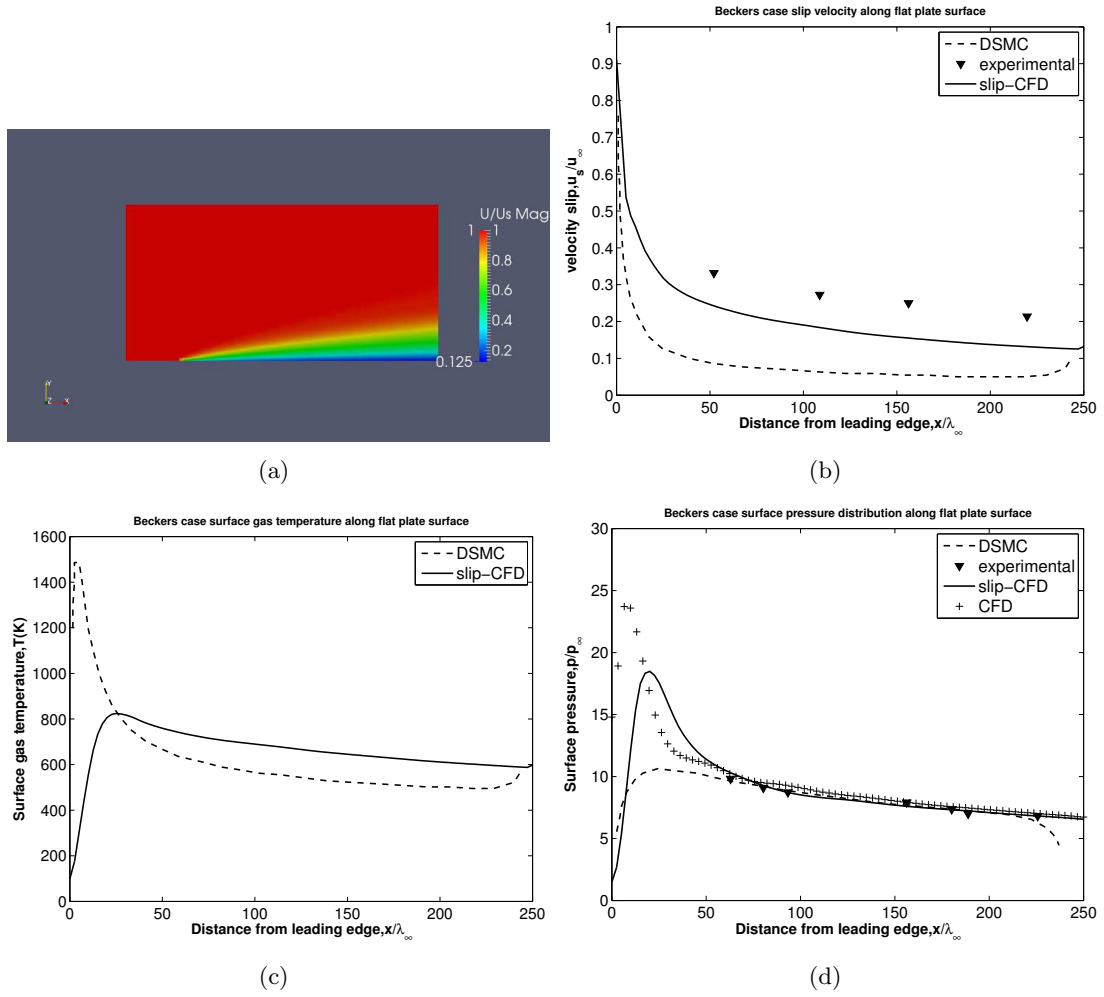 U/Us Mag
1 1
0.8
0.6
0.4
0.2
0.125
Y
Z X
(a)
Beckers case slip velocity along flat plate surface
velocity slip,u_s/u_∞
1
0.9
0.8
0.7
0.6
0.5
0.4
0.3
0.2
0.1
0
DSMC
experimental
slip−CFD
0 50 100 150 200 250
Distance from leading edge,x/λ_∞
(b)
Beckers case surface gas temperature along flat plate surface
Surface gas temperature,T(K)
1600
1400
1200
1000
800
600
400
200
0
DSMC
slip−CFD
0 50 100 150 200 250
Distance from leading edge,x/λ_∞
(c)
Beckers case surface pressure distribution along flat plate surface
Surface pressure,p/p_∞
30
25
20
15
10
5
0
DSMC
experimental
slip−CFD
CFD
0 50 100 150 200 250
Distance from leading edge,x/λ_∞
(d)